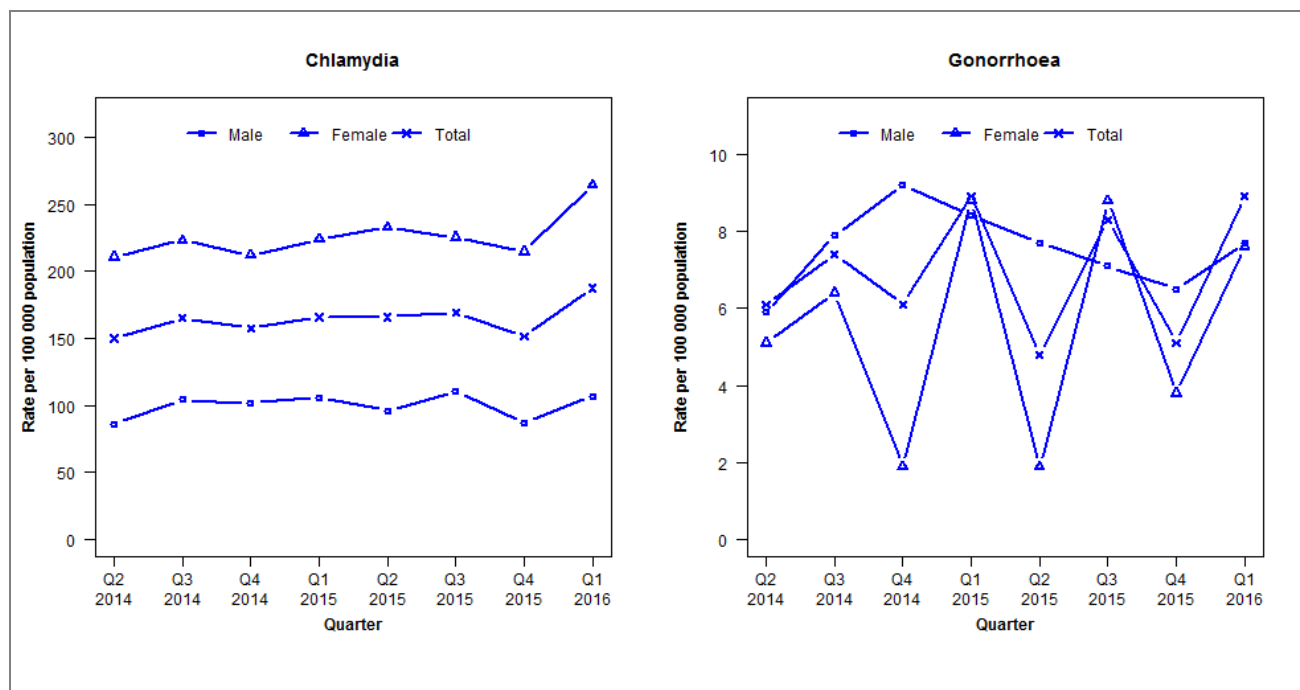 Chlamydia
Male Female Total
300
250
200
150
100
50
0
Rate per 100 000 population
Q2 Q3 Q4 Q1 Q2 Q3 Q4 Q1
2014 2014 2014 2015 2015 2015 2015 2016
Quarter
Gonorrhoea
Male Female Total
10
8
6
4
2
0
Rate per 100 000 population
Q2 Q3 Q4 Q1 Q2 Q3 Q4 Q1
2014 2014 2014 2015 2015 2015 2015 2016
Quarter